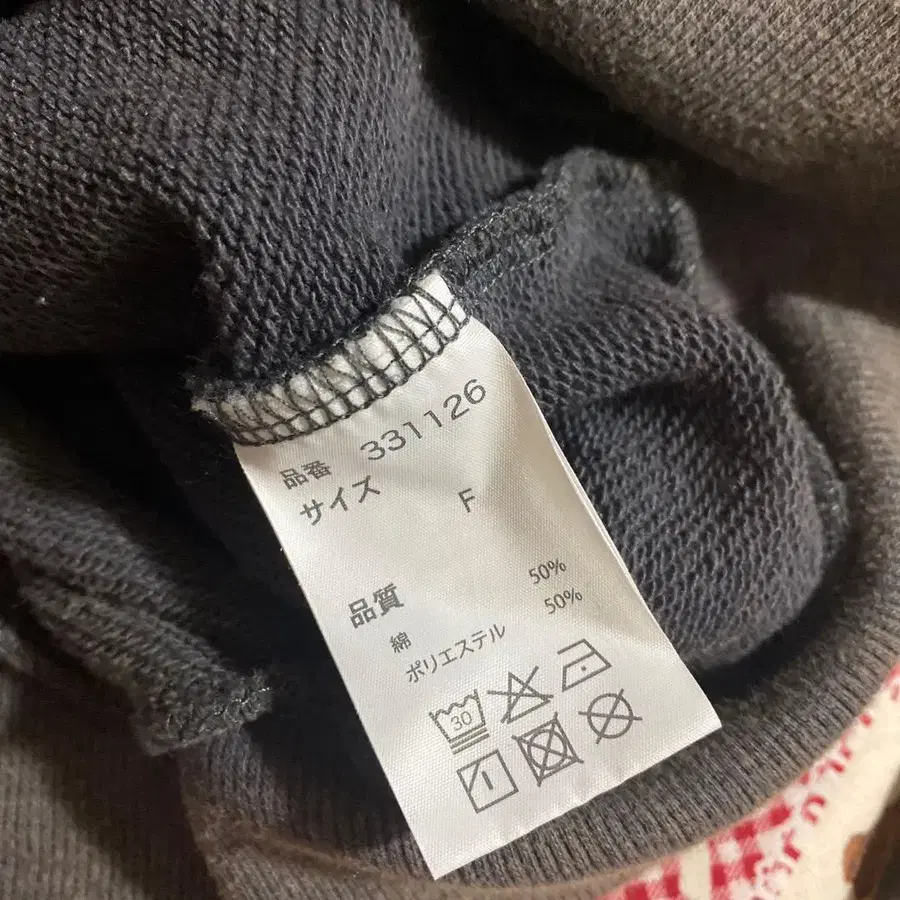 品番 331126
サイズ F
品質
綿 50%
ポリエステル 50%
30